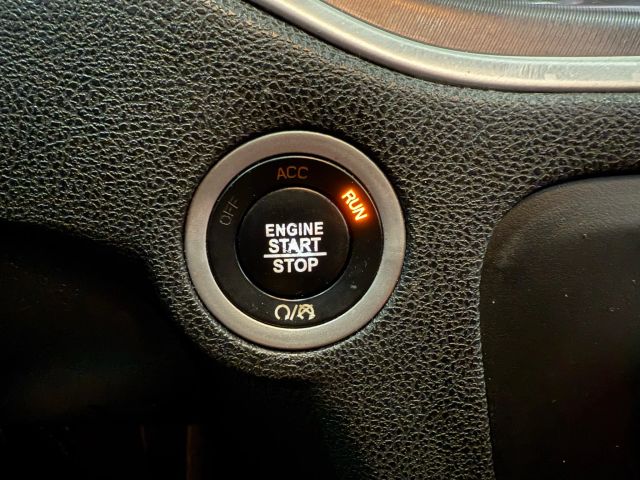 ACC
OFF
RUN
ENGINE
START
STOP